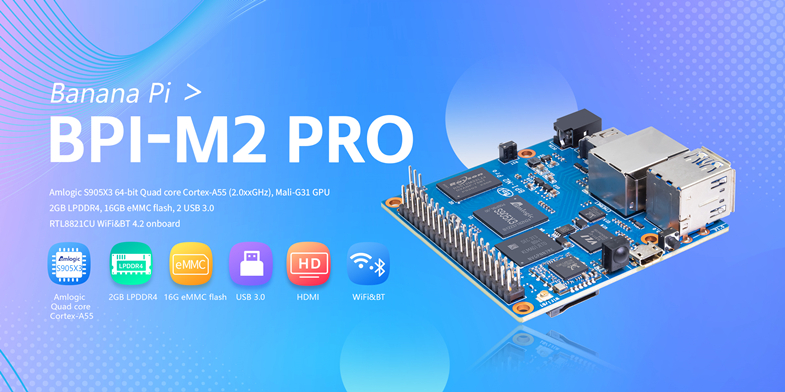 Banana Pi >
BPI-M2 PRO
Amlogic S905X3 64-bit Quad core Cortex-A55 (2.0xxGHz), Mali-G31 GPU
2GB LPDDR4, 16GB eMMC flash, 2 USB 3.0
RTL8821CU WiFi&BT 4.2 onboard
Amlogic
S905X3
LPDDR4
eMMC
HD
Amlogic
Quad core
Cortex-A55
2GB LPDDR4
16G eMMC flash
USB 3.0
HDMI
WiFi&BT
Amlogic
S905X3